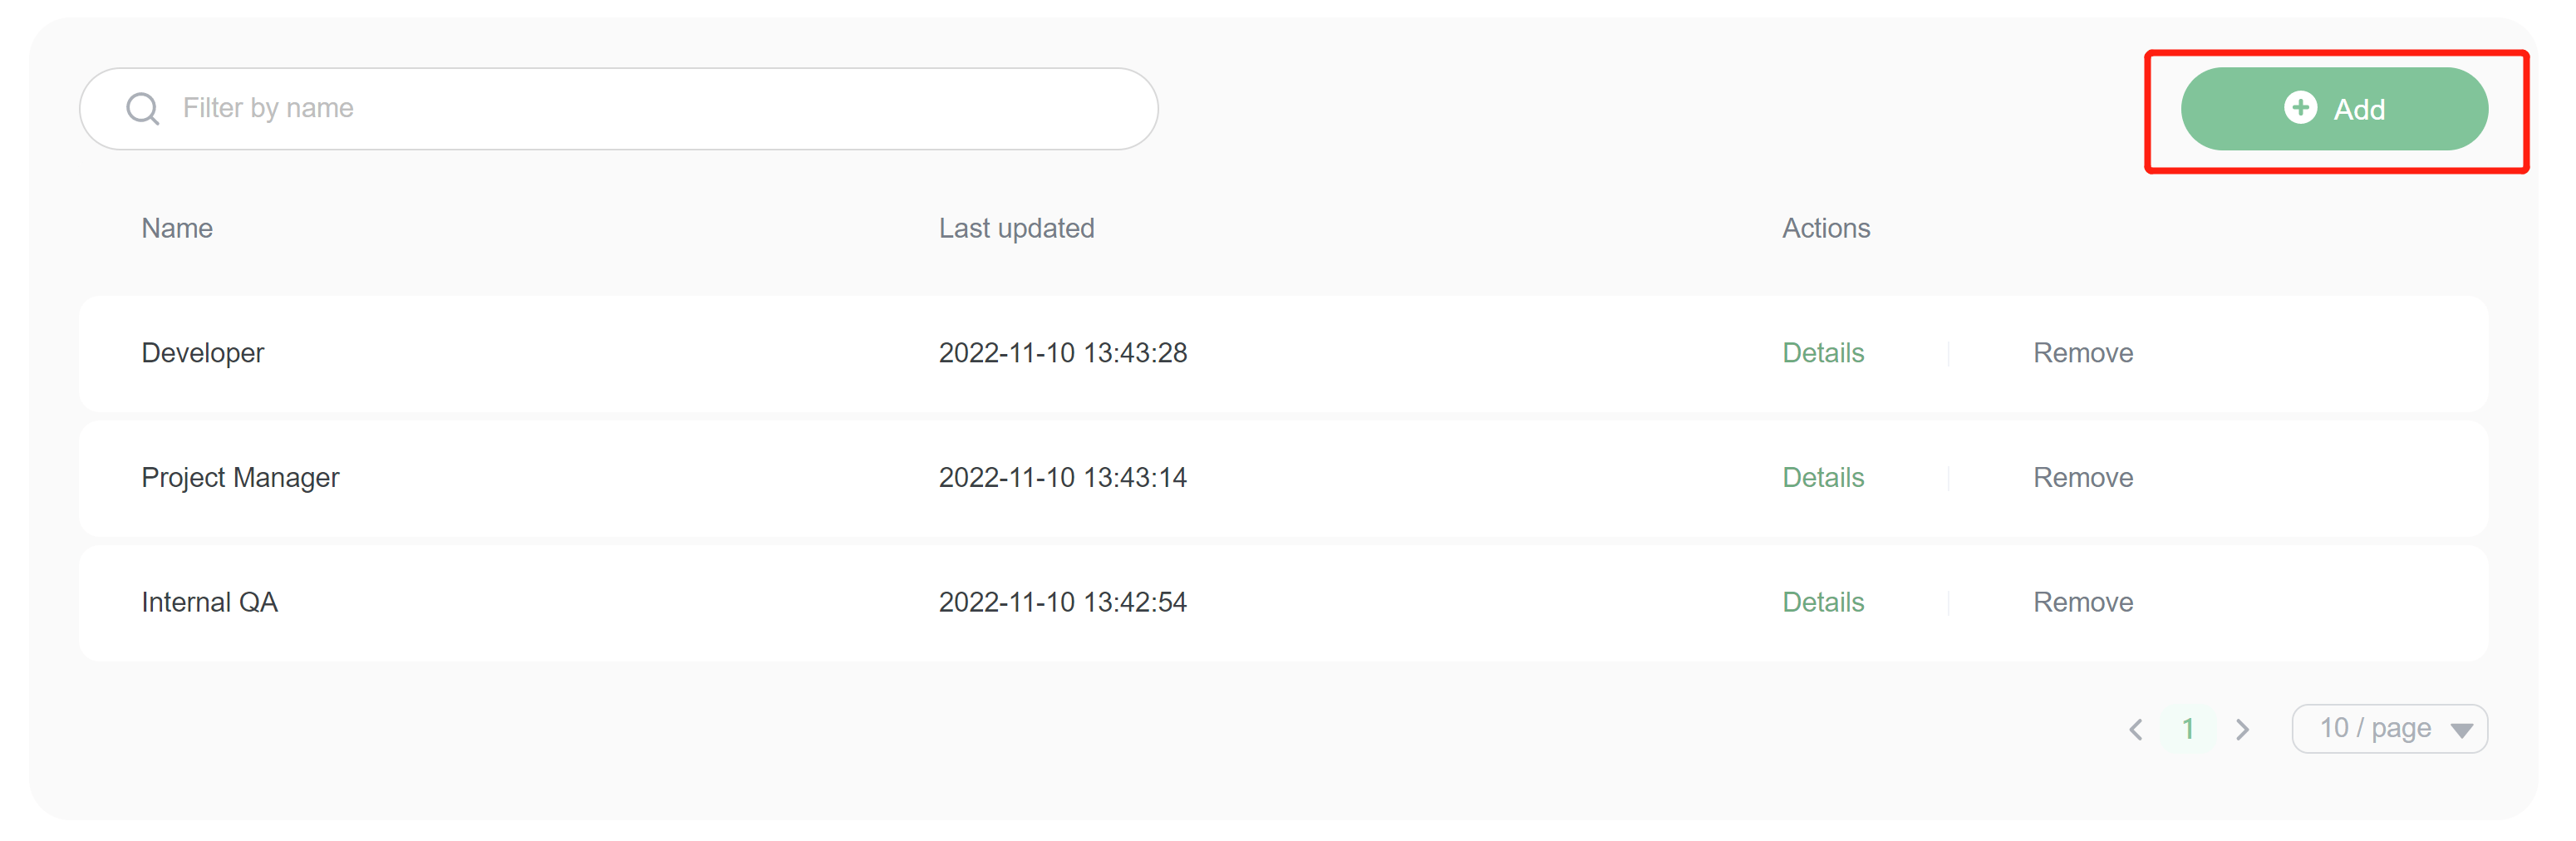 Filter by name
Add
Name Last updated Actions
Developer 2022-11-10 13:43:28 Details Remove
Project Manager 2022-11-10 13:43:14 Details Remove
Internal QA 2022-11-10 13:42:54 Details Remove
1 10 / page